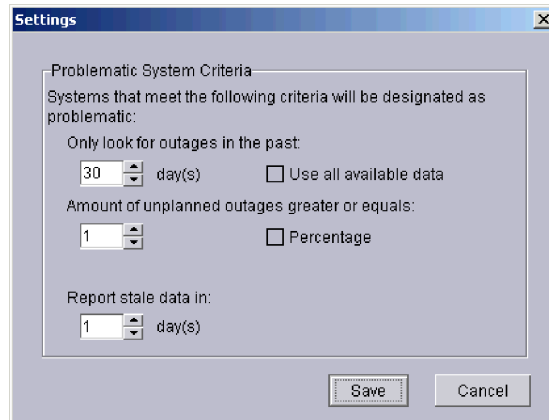 Settings
Problematic System Criteria
Systems that meet the following criteria will be designated as
problematic:
Only look for outages in the past:
30 day(s) Use all available data
Amount of unplanned outages greater or equals:
1 Percentage
Report stale data in:
1 day(s)
Save Cancel